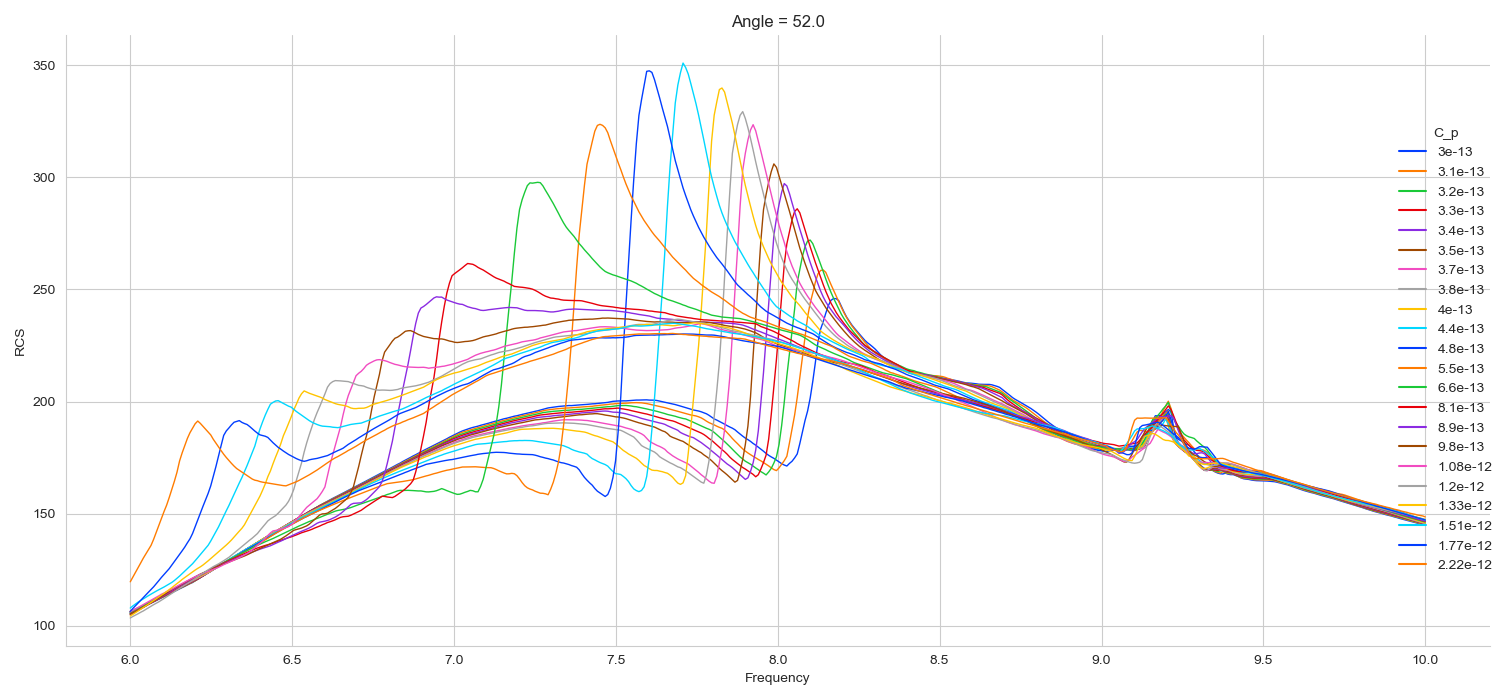 Angle = 52.0
350
300
250
200
150
100
RCS
6.0
6.5
7.0
7.5
8.0
8.5
9.0
9.5
10.0
Frequency
C_p
3e-13
3.1e-13
3.2e-13
3.3e-13
3.4e-13
3.5e-13
3.7e-13
3.8e-13
4e-13
4.4e-13
4.8e-13
5.5e-13
6.6e-13
8.1e-13
8.9e-13
9.8e-13
1.08e-12
1.2e-12
1.33e-12
1.51e-12
1.77e-12
2.22e-12